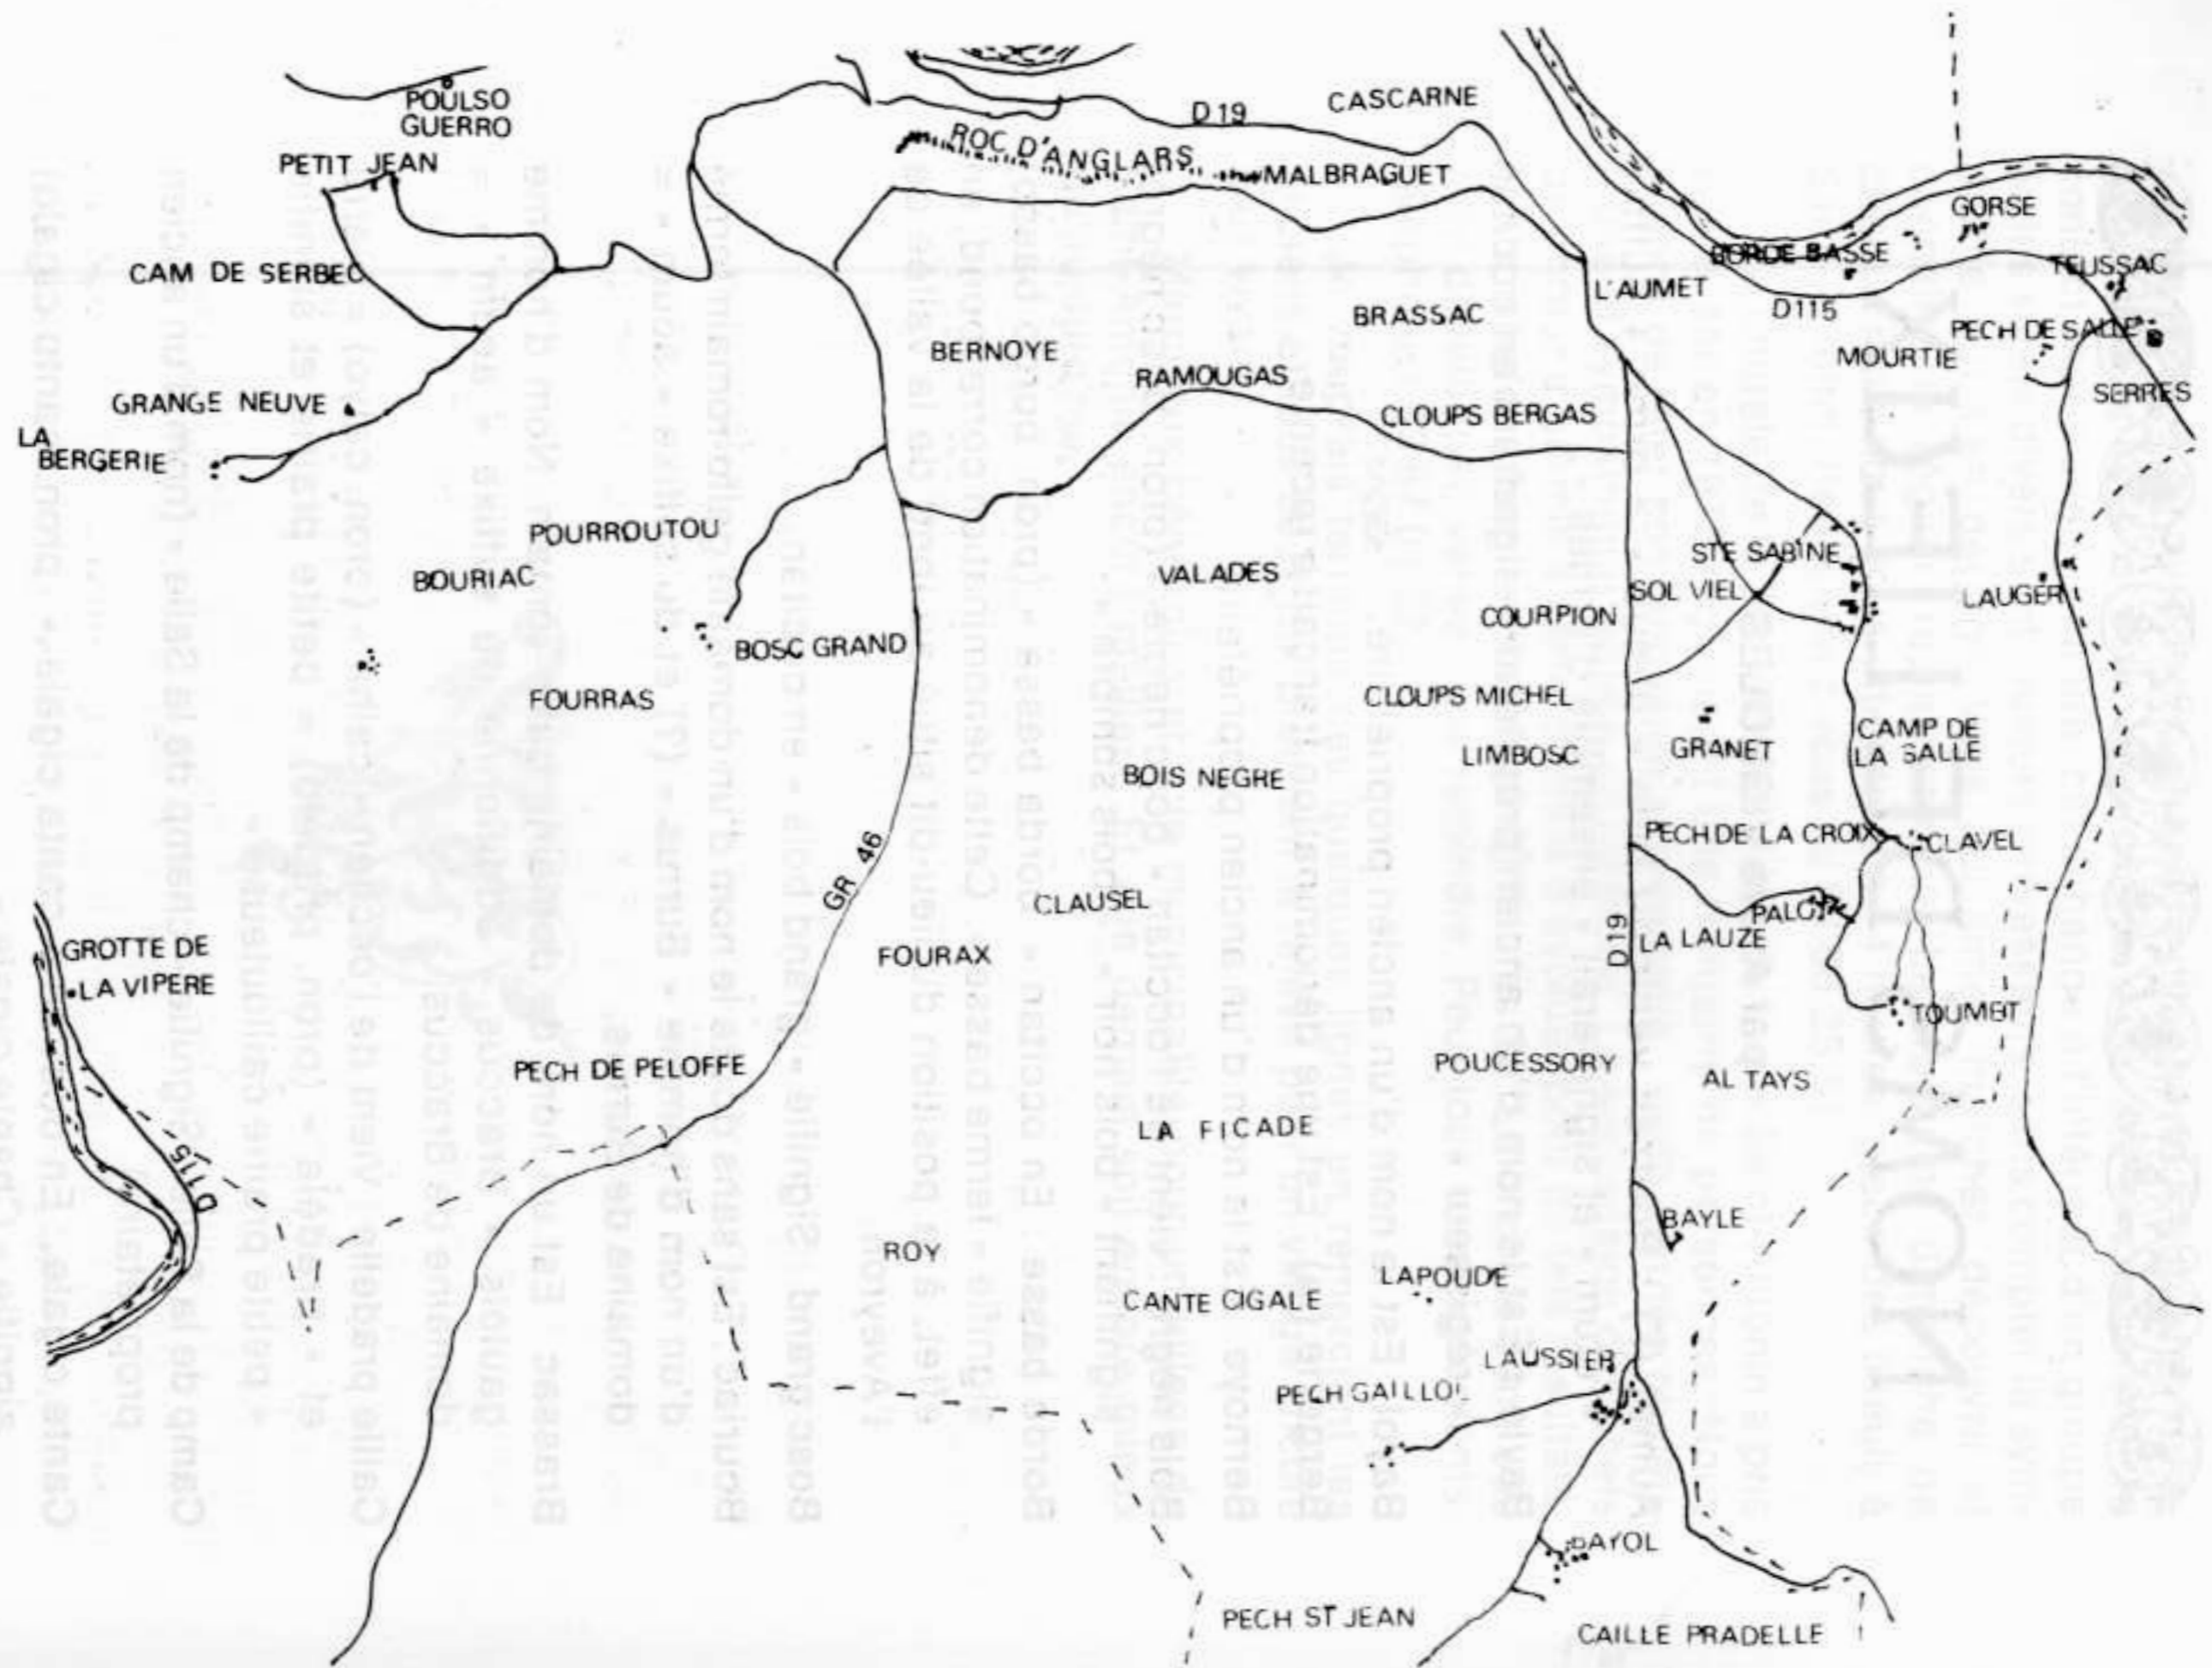 POULSO
GUERRO
PETIT JEAN
CAM DE SERBEC
GRANGE NEUVE
LA
BERGERIE
D 19
CASCARNE
ROC D'ANGLARS
MALBRAGUET
GORSE
BORDE BASSE
TEUSSAC
L'AUMET
D115
PECH DE SALLE
MOURTIE
SERRES
BRASSAC
BERNOYE
RAMOUGAS
CLOUPS BERGAS
POURROUTOU
BOURIAC
VALADES
STE SABINE
SOL VIEL
COURPION
LAUGER
BOSC GRAND
FOURRAS
CLOUPS MICHEL
LIMBOSC
GRANET
CAMP DE
LA SALLE
BOIS NEGRE
PECH DE LA CROIX
CLAVEL
GR 46
CLAUSEL
FOURAX
D19
PALOT
LA LAUZE
GROTTE DE
LA VIPERE
TOUMET
PECH DE PELOFFE
POUCESSORY
AL TAYS
LA FICADE
D 115
BAYLE
ROY
LAPOUDE
CANTE CIGALE
LAUSSIER
PECH GAILLOL
BAYOL
PECH ST JEAN
CAILLE PRADELLE